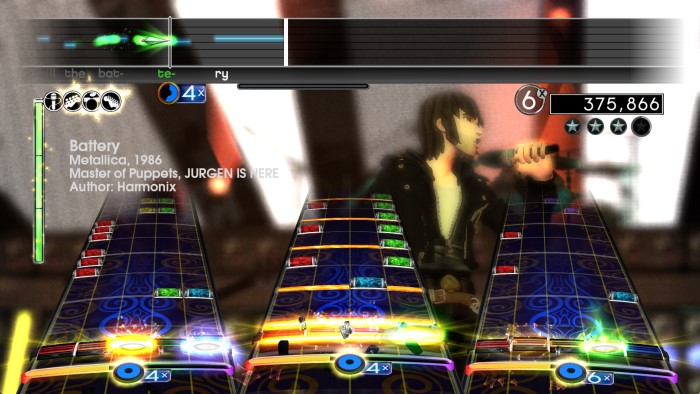 the bat- te- ry
4x
6x
375,866
Battery
Metallica, 1986
Master of Puppets, JURGEN IS HERE
Author: Harmonix
4x
4x
6x